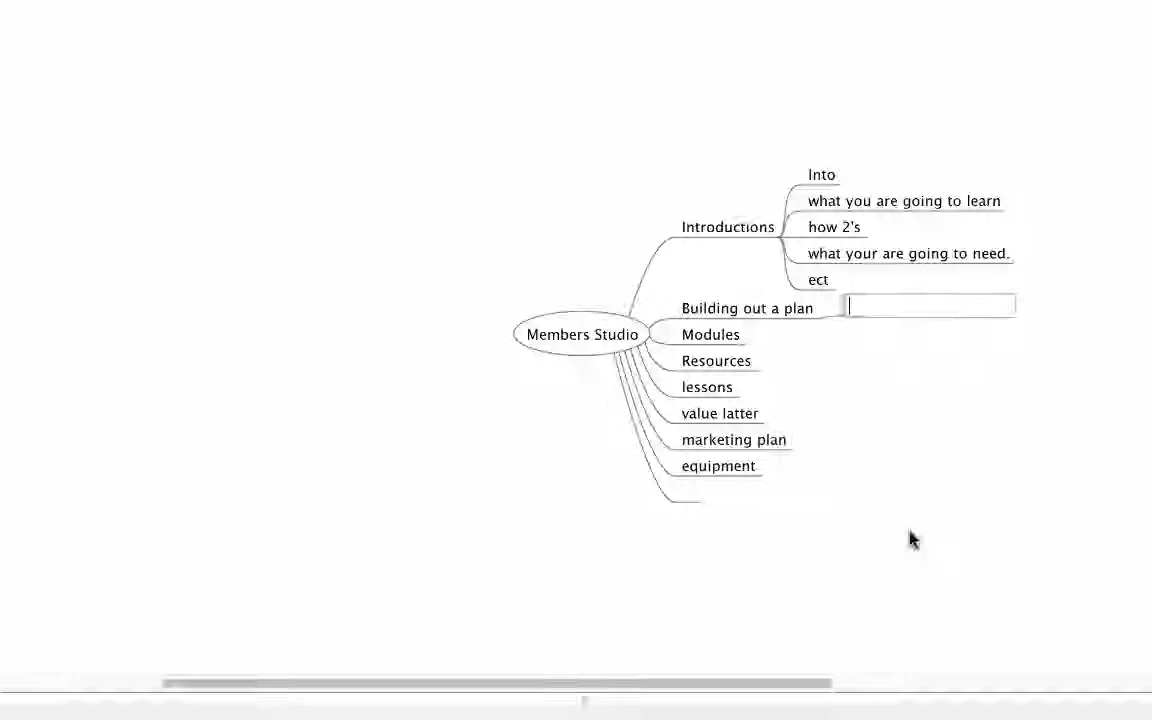 Into
what you are going to learn
Introductions
how 2's
what your are going to need.
ect
Building out a plan
Members Studio
Modules
Resources
lessons
value latter
marketing plan
equipment